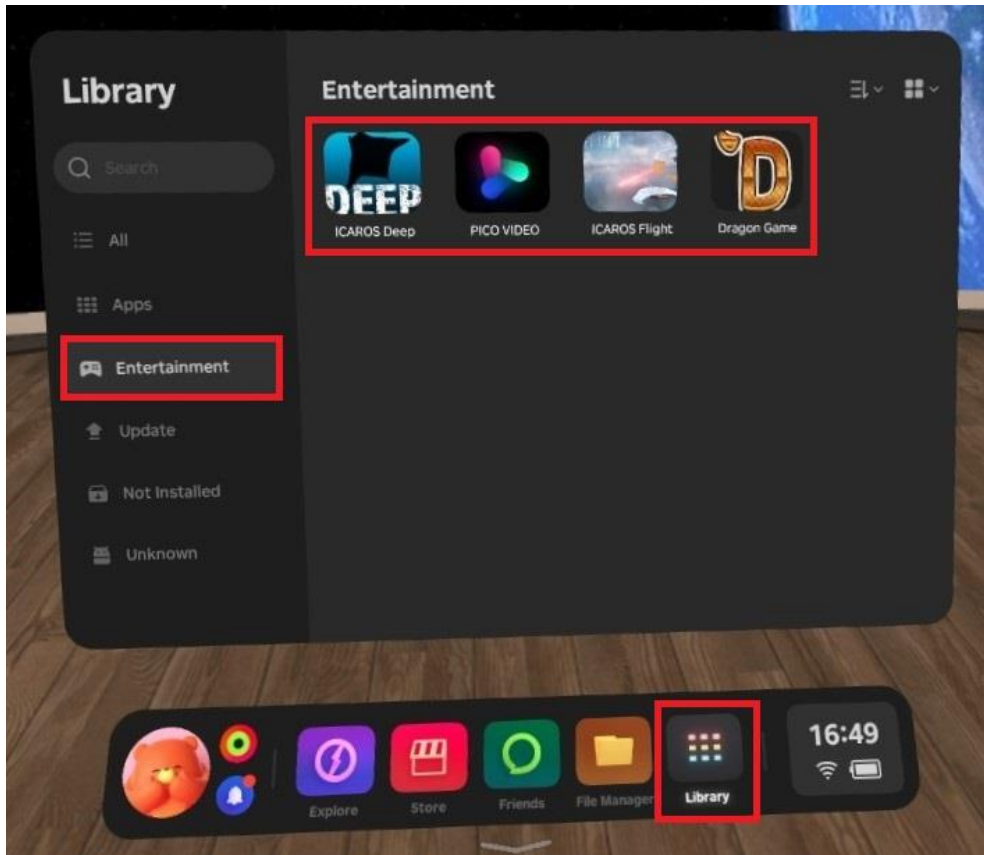 Library
Search
All
Apps
Entertainment
Update
Not Installed
Unknown
Entertainment
DEEP
ICAROS Deep
PICO VIDEO
ICAROS Flight
D
Dragon Game
Explore
Store
Friends
File Manager
Library
16:49